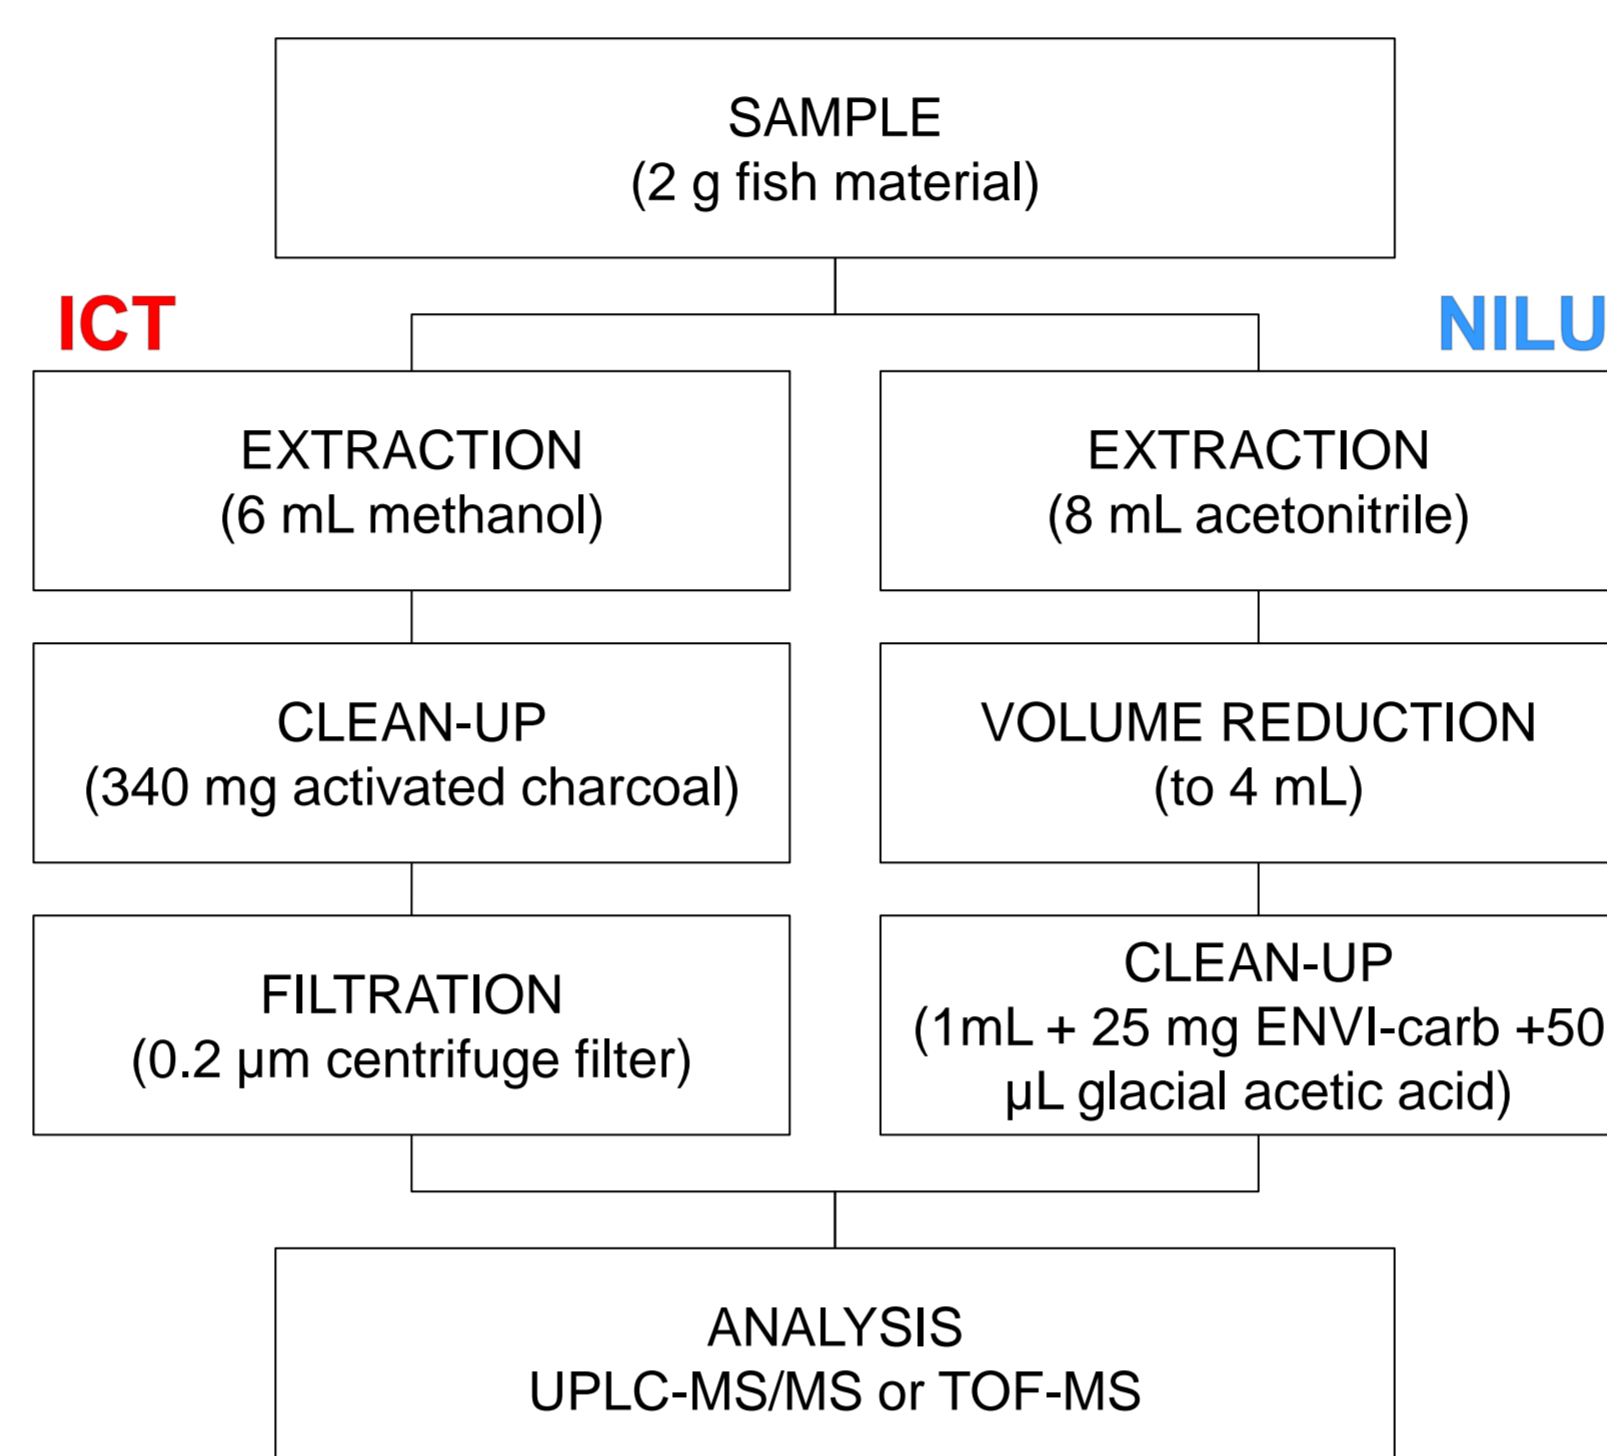 SAMPLE
(2 g fish material)
ICT
NILU
EXTRACTION
(6 mL methanol)
EXTRACTION
(8 mL acetonitrile)
CLEAN-UP
(340 mg activated charcoal)
VOLUME REDUCTION
(to 4 mL)
FILTRATION
(0.2 µm centrifuge filter)
CLEAN-UP
(1mL + 25 mg ENVI-carb +50
µL glacial acetic acid)
ANALYSIS
UPLC-MS/MS or TOF-MS